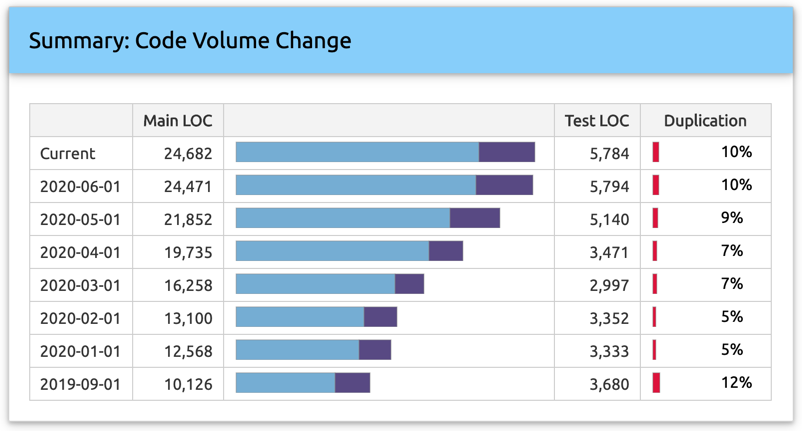 Summary: Code Volume Change
Main LOC Test LOC Duplication
Current 24,682 5,784 10%
2020-06-01 24,471 5,794 10%
2020-05-01 21,852 5,140 9%
2020-04-01 19,735 3,471 7%
2020-03-01 16,258 2,997 7%
2020-02-01 13,100 3,352 5%
2020-01-01 12,568 3,333 5%
2019-09-01 10,126 3,680 12%